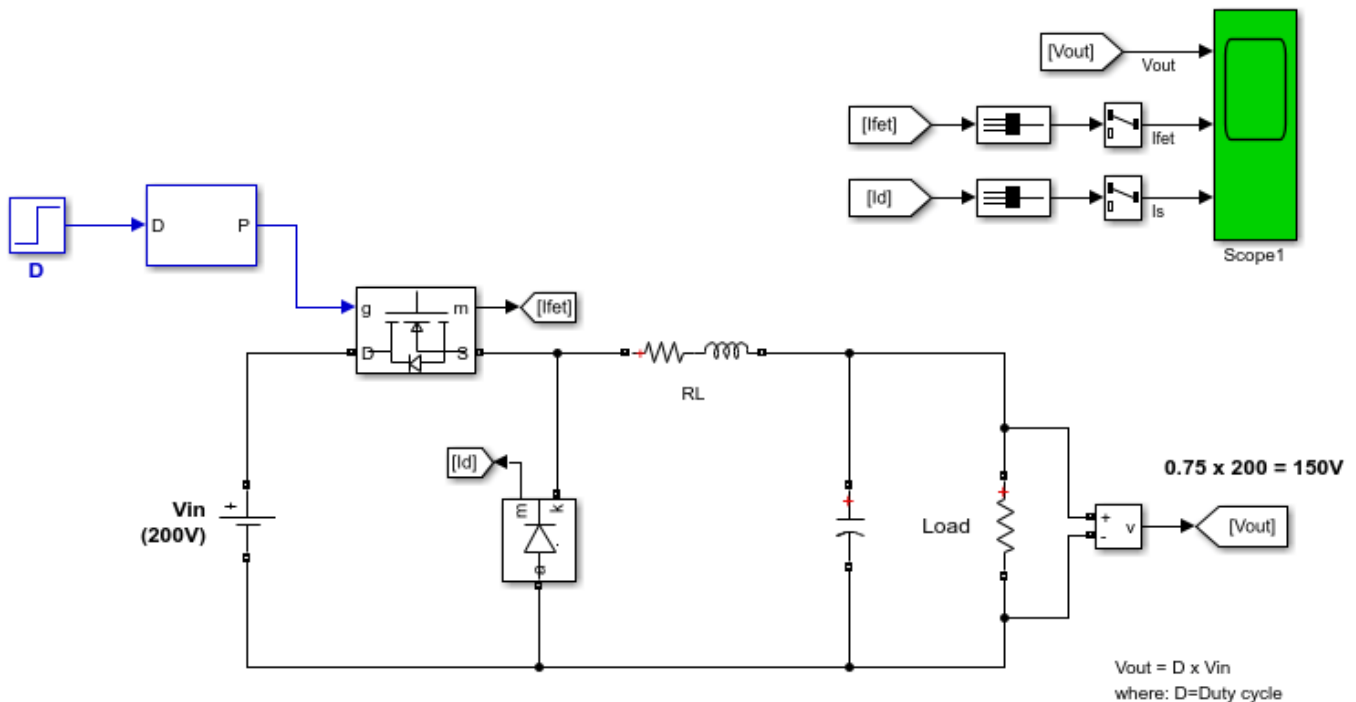 [Vout]
Vout
[Ifet]
Ifet
[Id]
Is
Scope1
D
P
D
g
m
[Ifet]
D
S
RL
[Id]
m
k
a
Vin
(200V)
+
Load
0.75 x 200 = 150V
+
-
v
[Vout]
Vout = D x Vin
where: D=Duty cycle